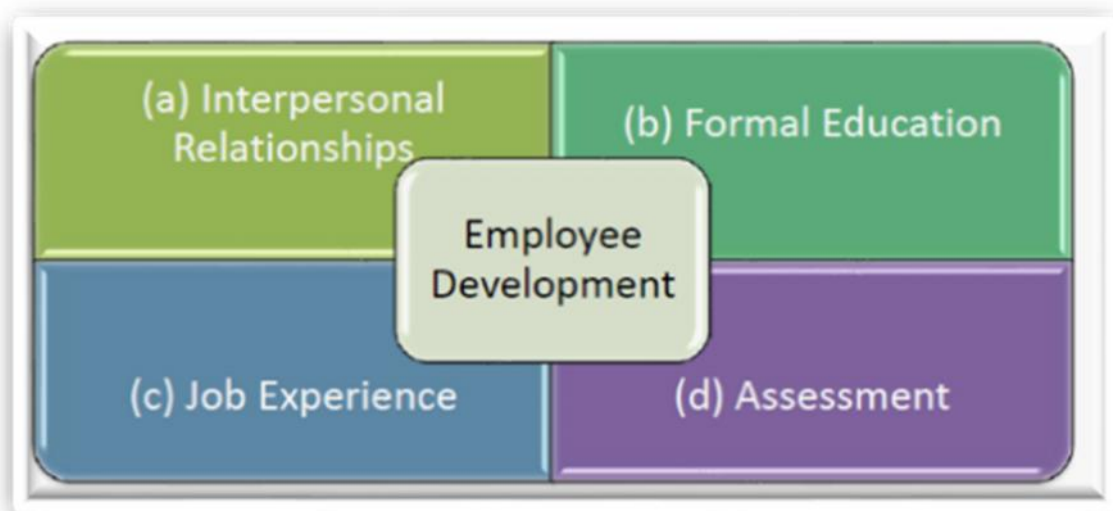 (a) Interpersonal
Relationships
(b) Formal Education
Employee
Development
(c) Job Experience
(d) Assessment